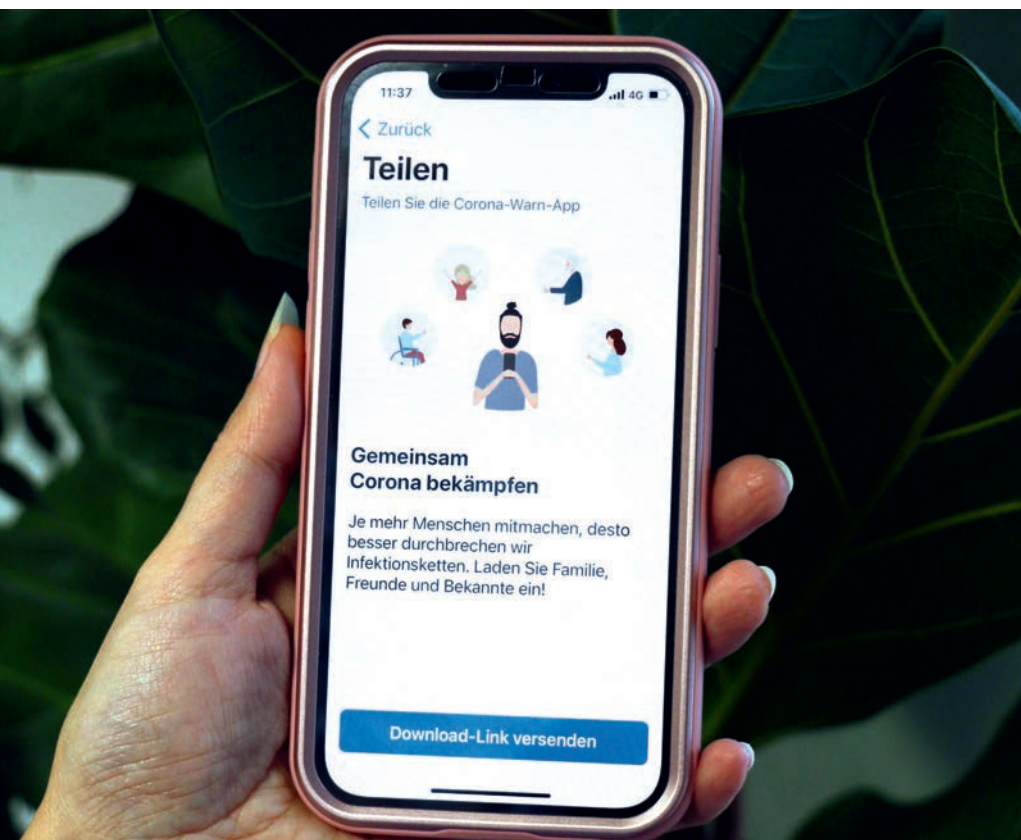 11:37
4G
Zurück
Teilen
Teilen Sie die Corona-Warn-App
Gemeinsam
Corona bekämpfen
Je mehr Menschen mitmachen, desto
besser durchbrechen wir
Infektionsketten. Laden Sie Familie,
Freunde und Bekannte ein!
Download-Link versenden